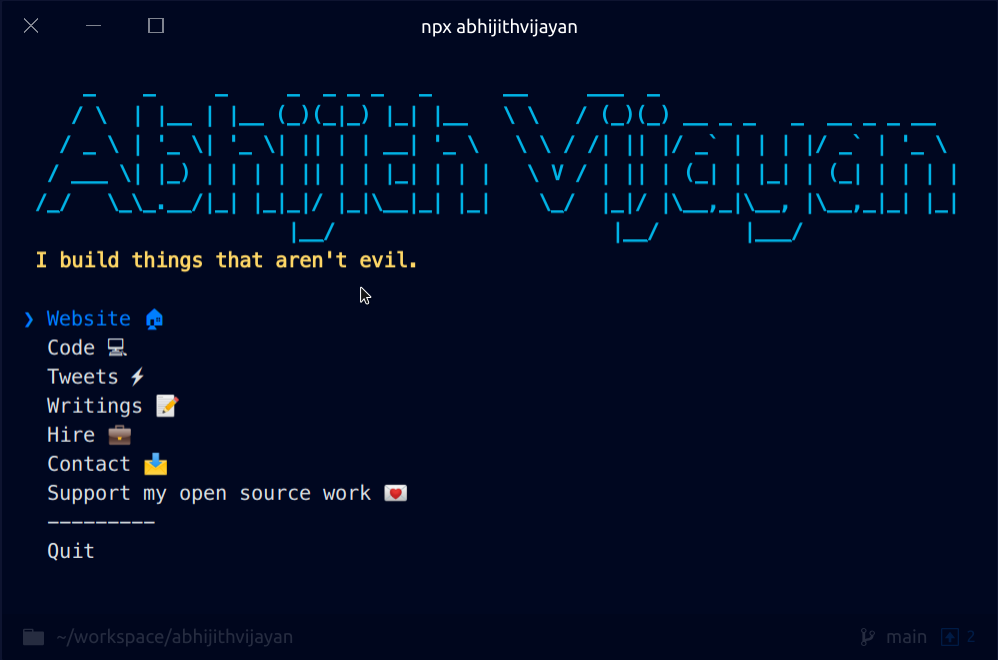 npx abhijithvijayan
Abhijith Vijayan
I build things that aren't evil.
❯ Website 🏠
Code 💻
Tweets ⚡
Writings 📝
Hire 💼
Contact 📩
Support my open source work 💌
---------
Quit
~/workspace/abhijithvijayan
main 2